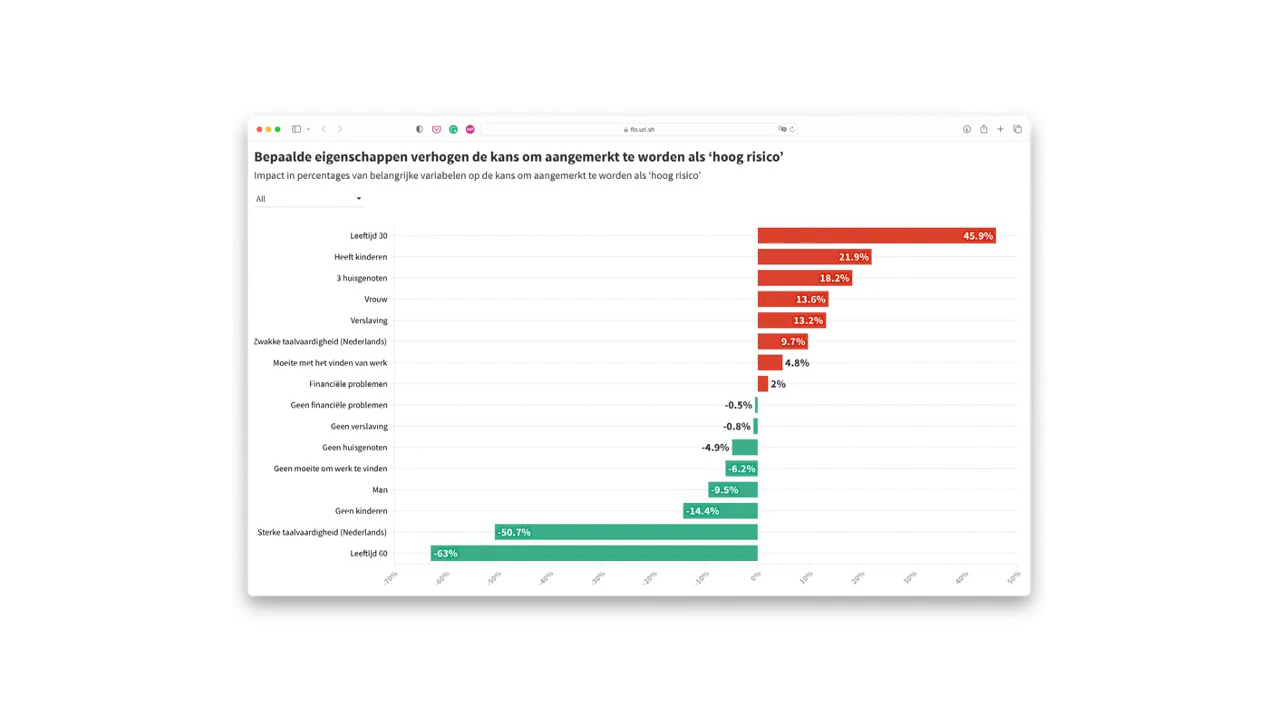 flo.uri.sh
Bepaalde eigenschappen verhogen de kans om aangemerkt te worden als ‘hoog risico’
Impact in percentages van belangrijke variabelen op de kans om aangemerkt te worden als ‘hoog risico’
All
Leeftijd 30 45.9%
Heeft kinderen 21.9%
3 huisgenoten 18.2%
Vrouw 13.6%
Verslaving 13.2%
Zwakke taalvaardigheid (Nederlands) 9.7%
Moeite met het vinden van werk 4.8%
Financiële problemen 2%
Geen financiële problemen -0.5%
Geen verslaving -0.8%
Geen huisgenoten -4.9%
Geen moeite om werk te vinden -6.2%
Man -9.5%
Geen kinderen -14.4%
Sterke taalvaardigheid (Nederlands) -50.7%
Leeftijd 60 -63%
-70% -60% -50% -40% -30% -20% -10% 0% 10% 20% 30% 40% 50%